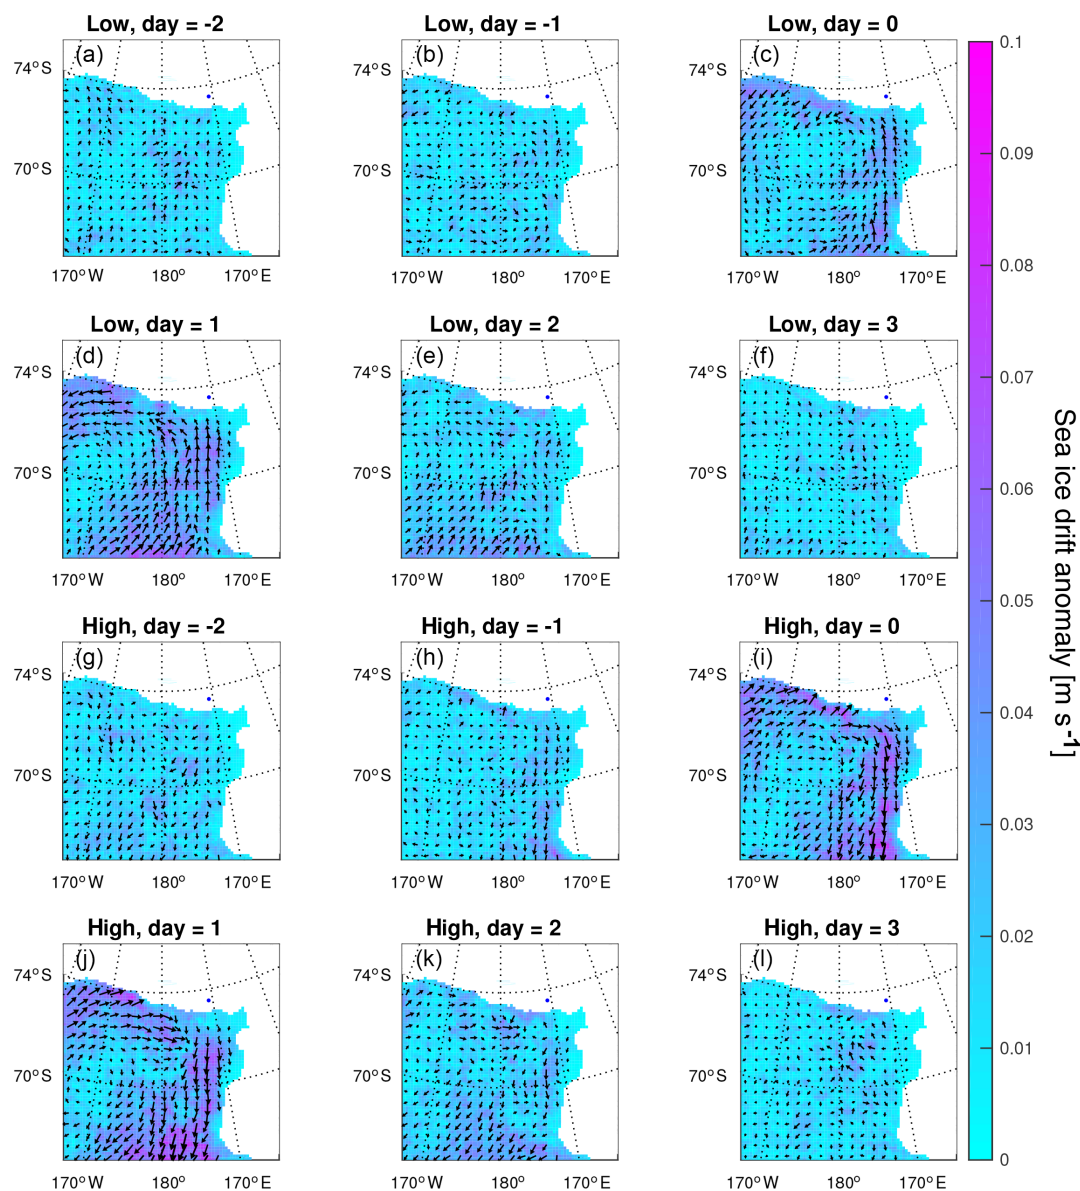 Low, day = -2
Low, day = -1
Low, day = 0
(a)
(b)
(c)
74°S
74°S
74°S
70°S
70°S
70°S
170°W 180° 170°E
170°W 180° 170°E
170°W 180° 170°E
Low, day = 1
Low, day = 2
Low, day = 3
(d)
(e)
(f)
74°S
74°S
74°S
70°S
70°S
70°S
170°W 180° 170°E
170°W 180° 170°E
170°W 180° 170°E
High, day = -2
High, day = -1
High, day = 0
(g)
(h)
(i)
74°S
74°S
74°S
70°S
70°S
70°S
170°W 180° 170°E
170°W 180° 170°E
170°W 180° 170°E
High, day = 1
High, day = 2
High, day = 3
(j)
(k)
(l)
74°S
74°S
74°S
70°S
70°S
70°S
170°W 180° 170°E
170°W 180° 170°E
170°W 180° 170°E
0.1
0.09
0.08
0.07
0.06
0.05
0.04
0.03
0.02
0.01
0
Sea ice drift anomaly [m s-1]